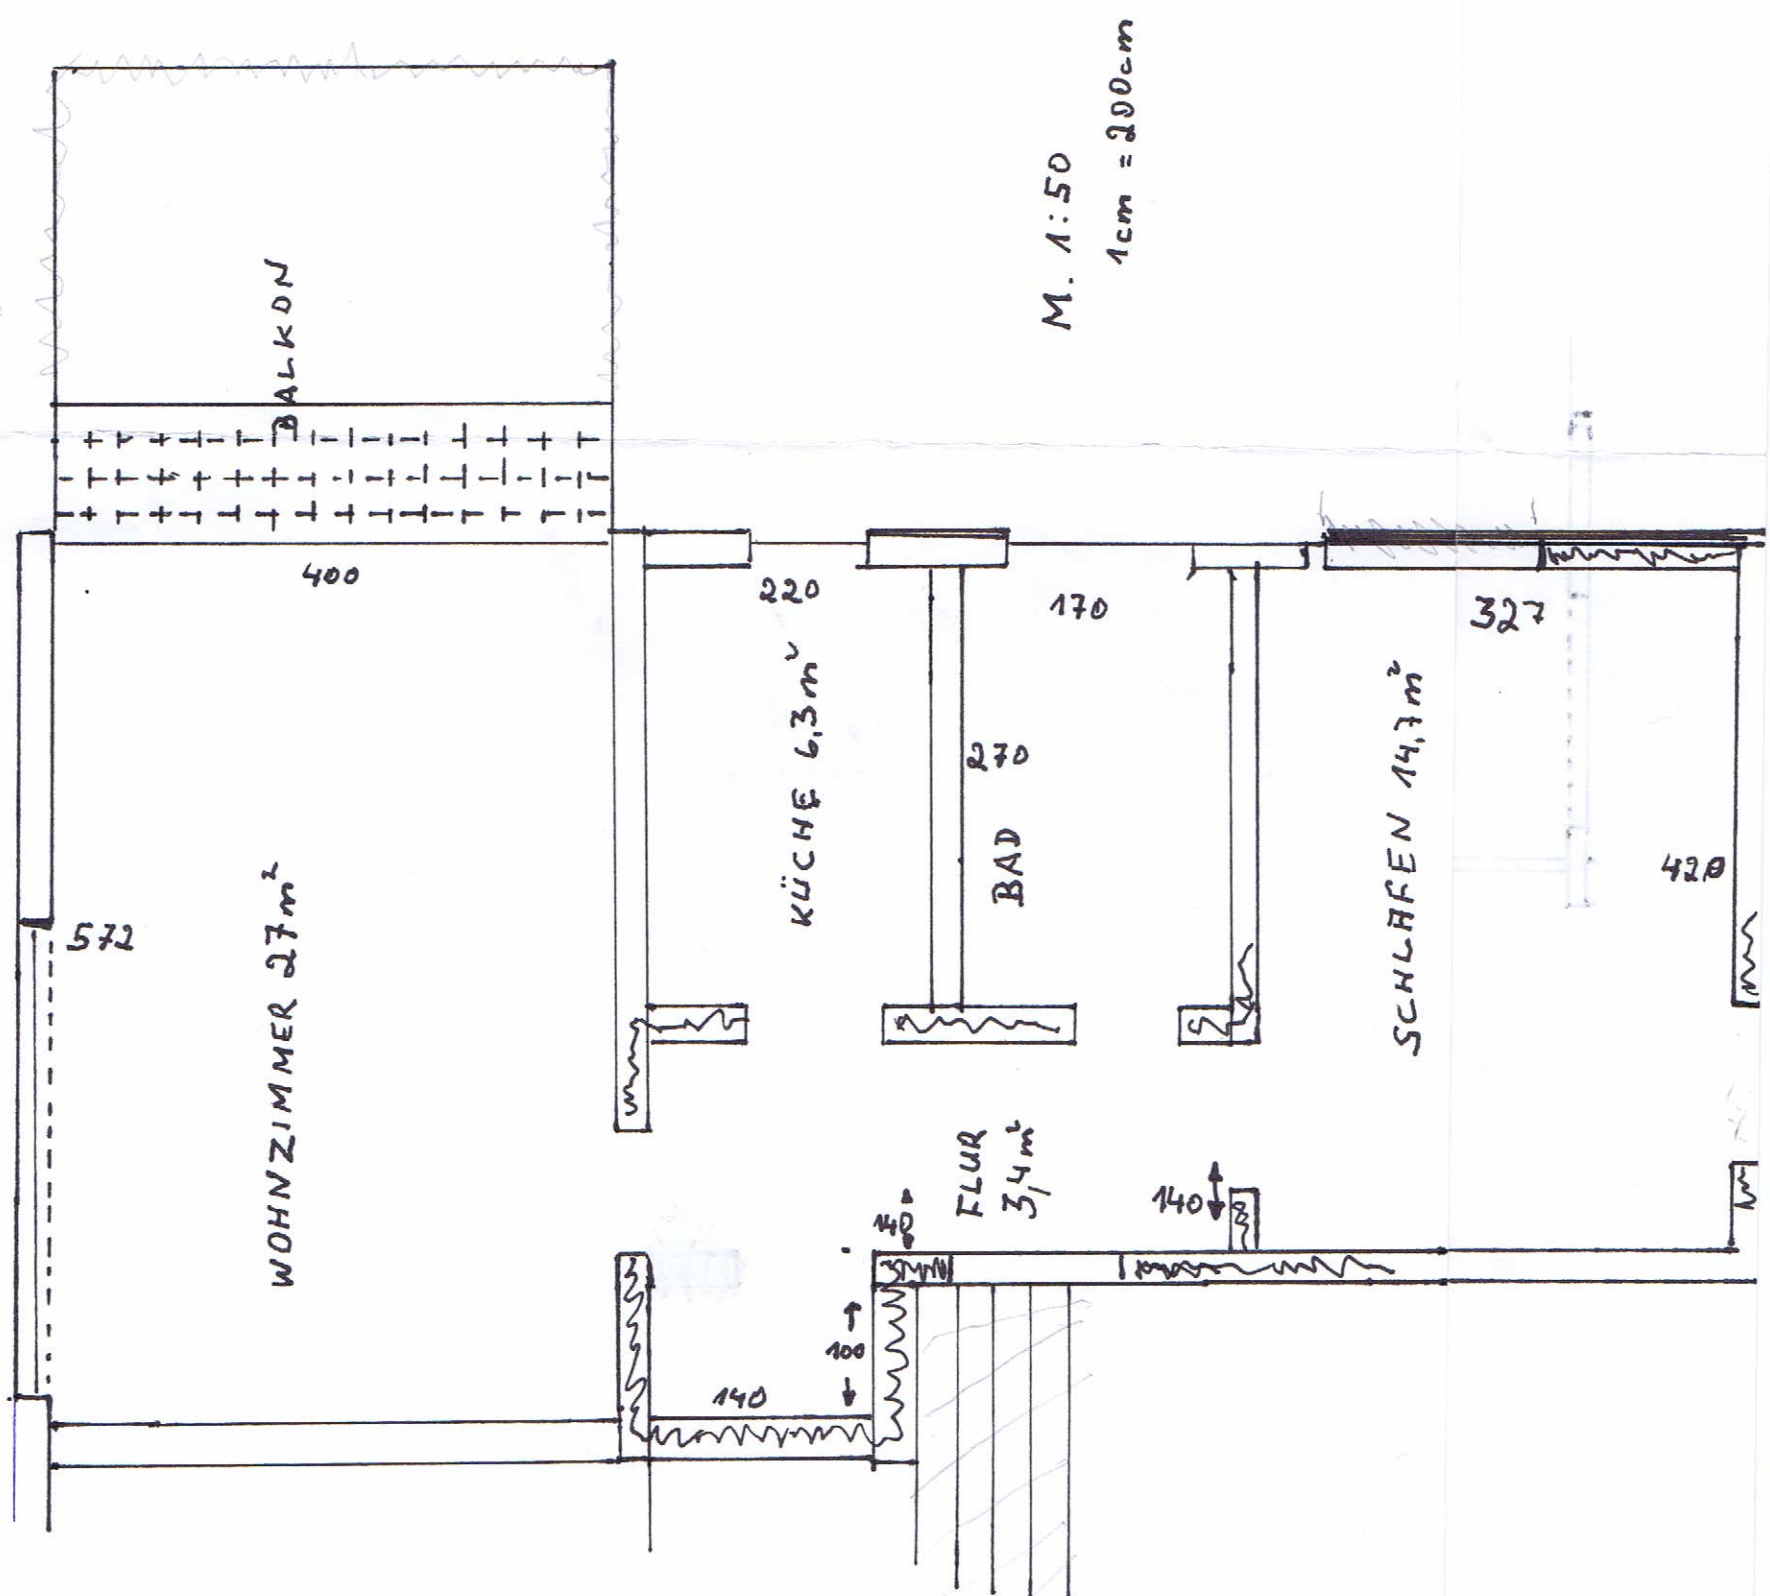 BALKON
M. 1:50
1cm = 200cm
400
220
170
327
572
WOHNZIMMER 27m²
KÜCHE 6,3m²
270
BAD
SCHLAFEN 14,7m²
420
FLUR
3,4m²
140
140
100
140